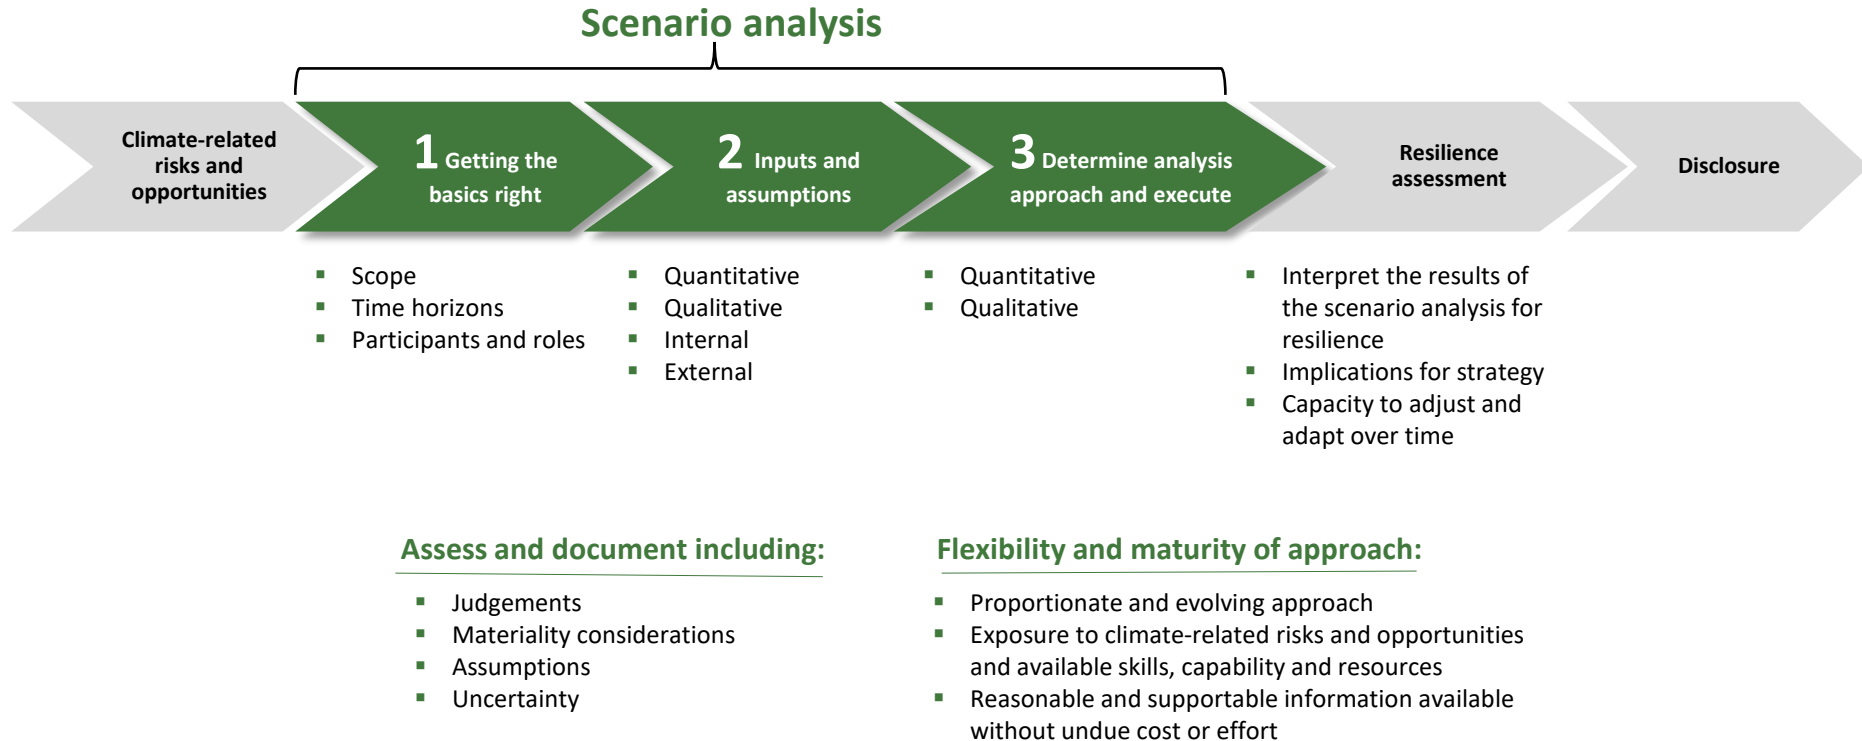 Scenario analysis
Climate-related
risks and
opportunities
1 Getting the
basics right
2 Inputs and
assumptions
3 Determine analysis
approach and execute
Resilience
assessment
Disclosure
▪ Scope
▪ Time horizons
▪ Participants and roles
▪ Quantitative
▪ Qualitative
▪ Internal
▪ External
▪ Quantitative
▪ Qualitative
▪ Interpret the results of
the scenario analysis for
resilience
▪ Implications for strategy
▪ Capacity to adjust and
adapt over time
Assess and document including:
▪ Judgements
▪ Materiality considerations
▪ Assumptions
▪ Uncertainty
Flexibility and maturity of approach:
▪ Proportionate and evolving approach
▪ Exposure to climate-related risks and opportunities
and available skills, capability and resources
▪ Reasonable and supportable information available
without undue cost or effort